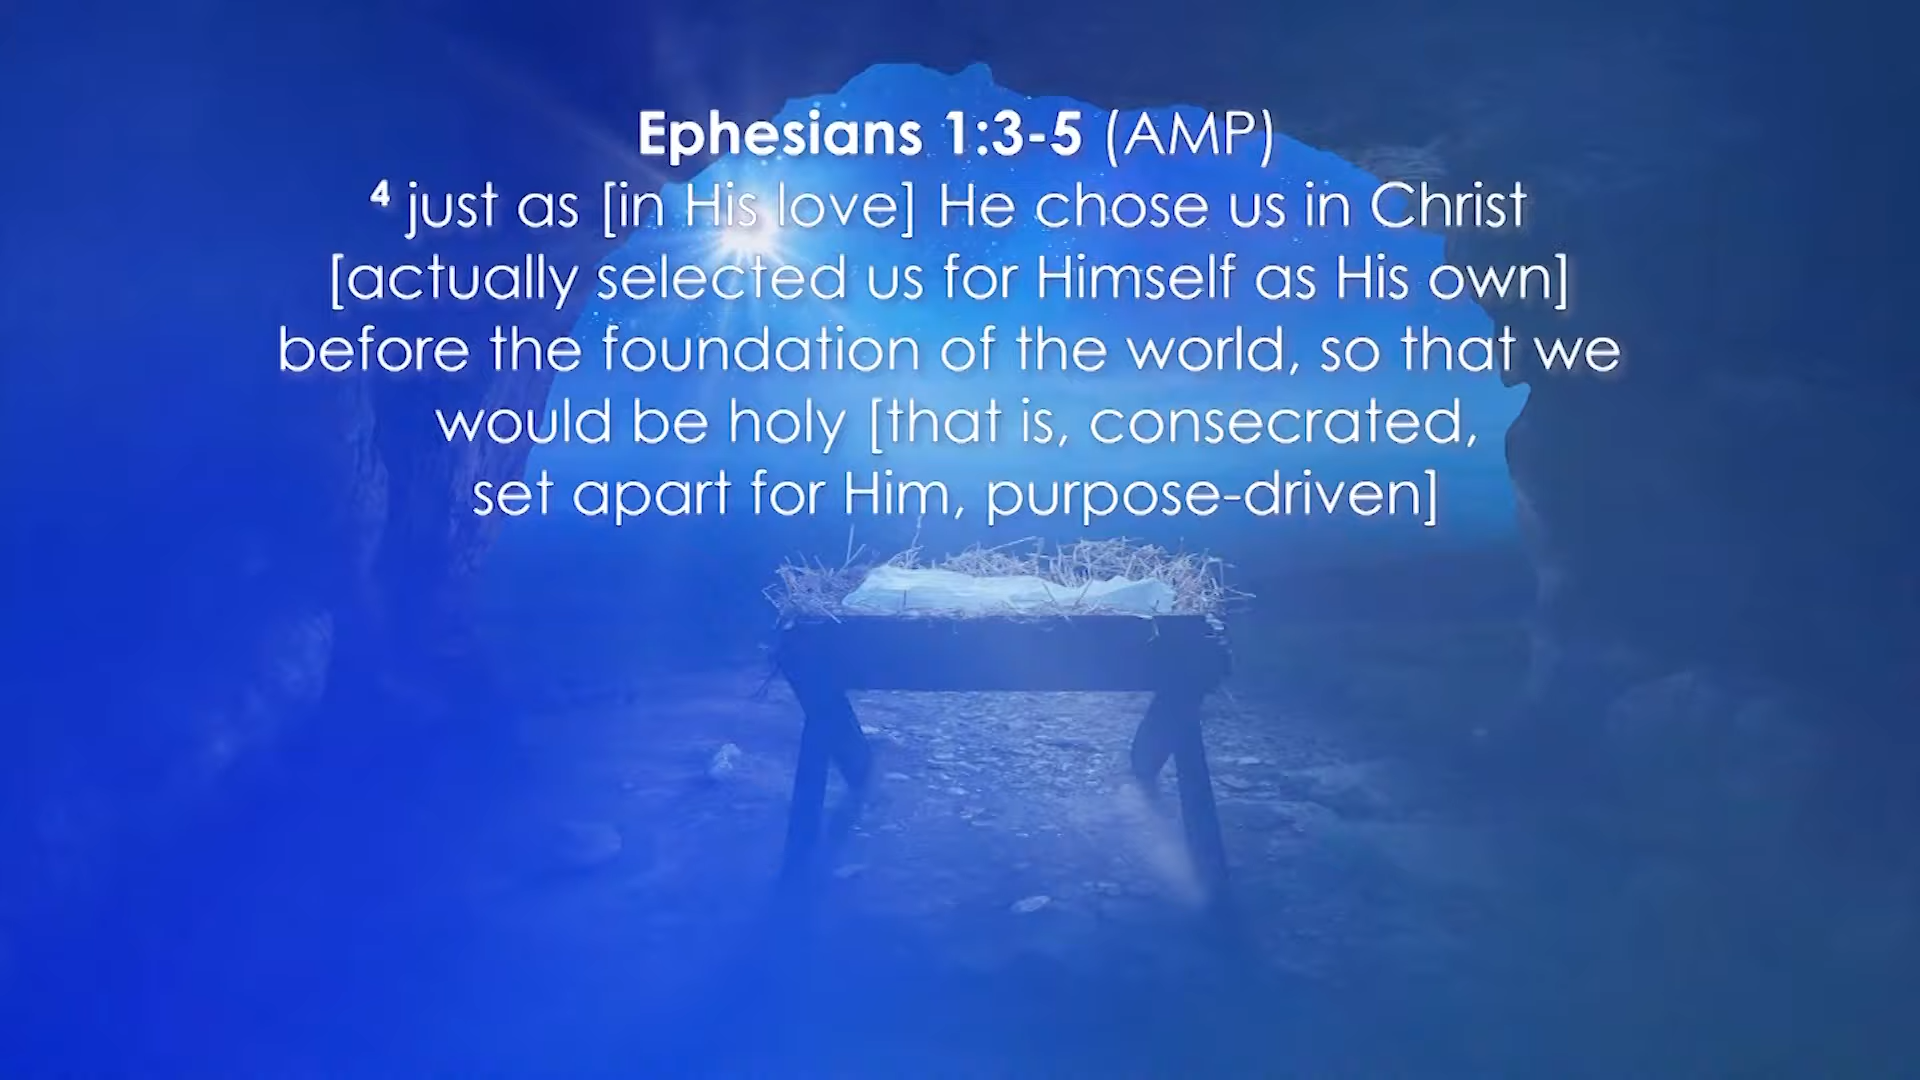 Ephesians 1:3-5 (AMP)
4 just as [in His love] He chose us in Christ
[actually selected us for Himself as His own]
before the foundation of the world, so that we
would be holy [that is, consecrated,
set apart for Him, purpose-driven]